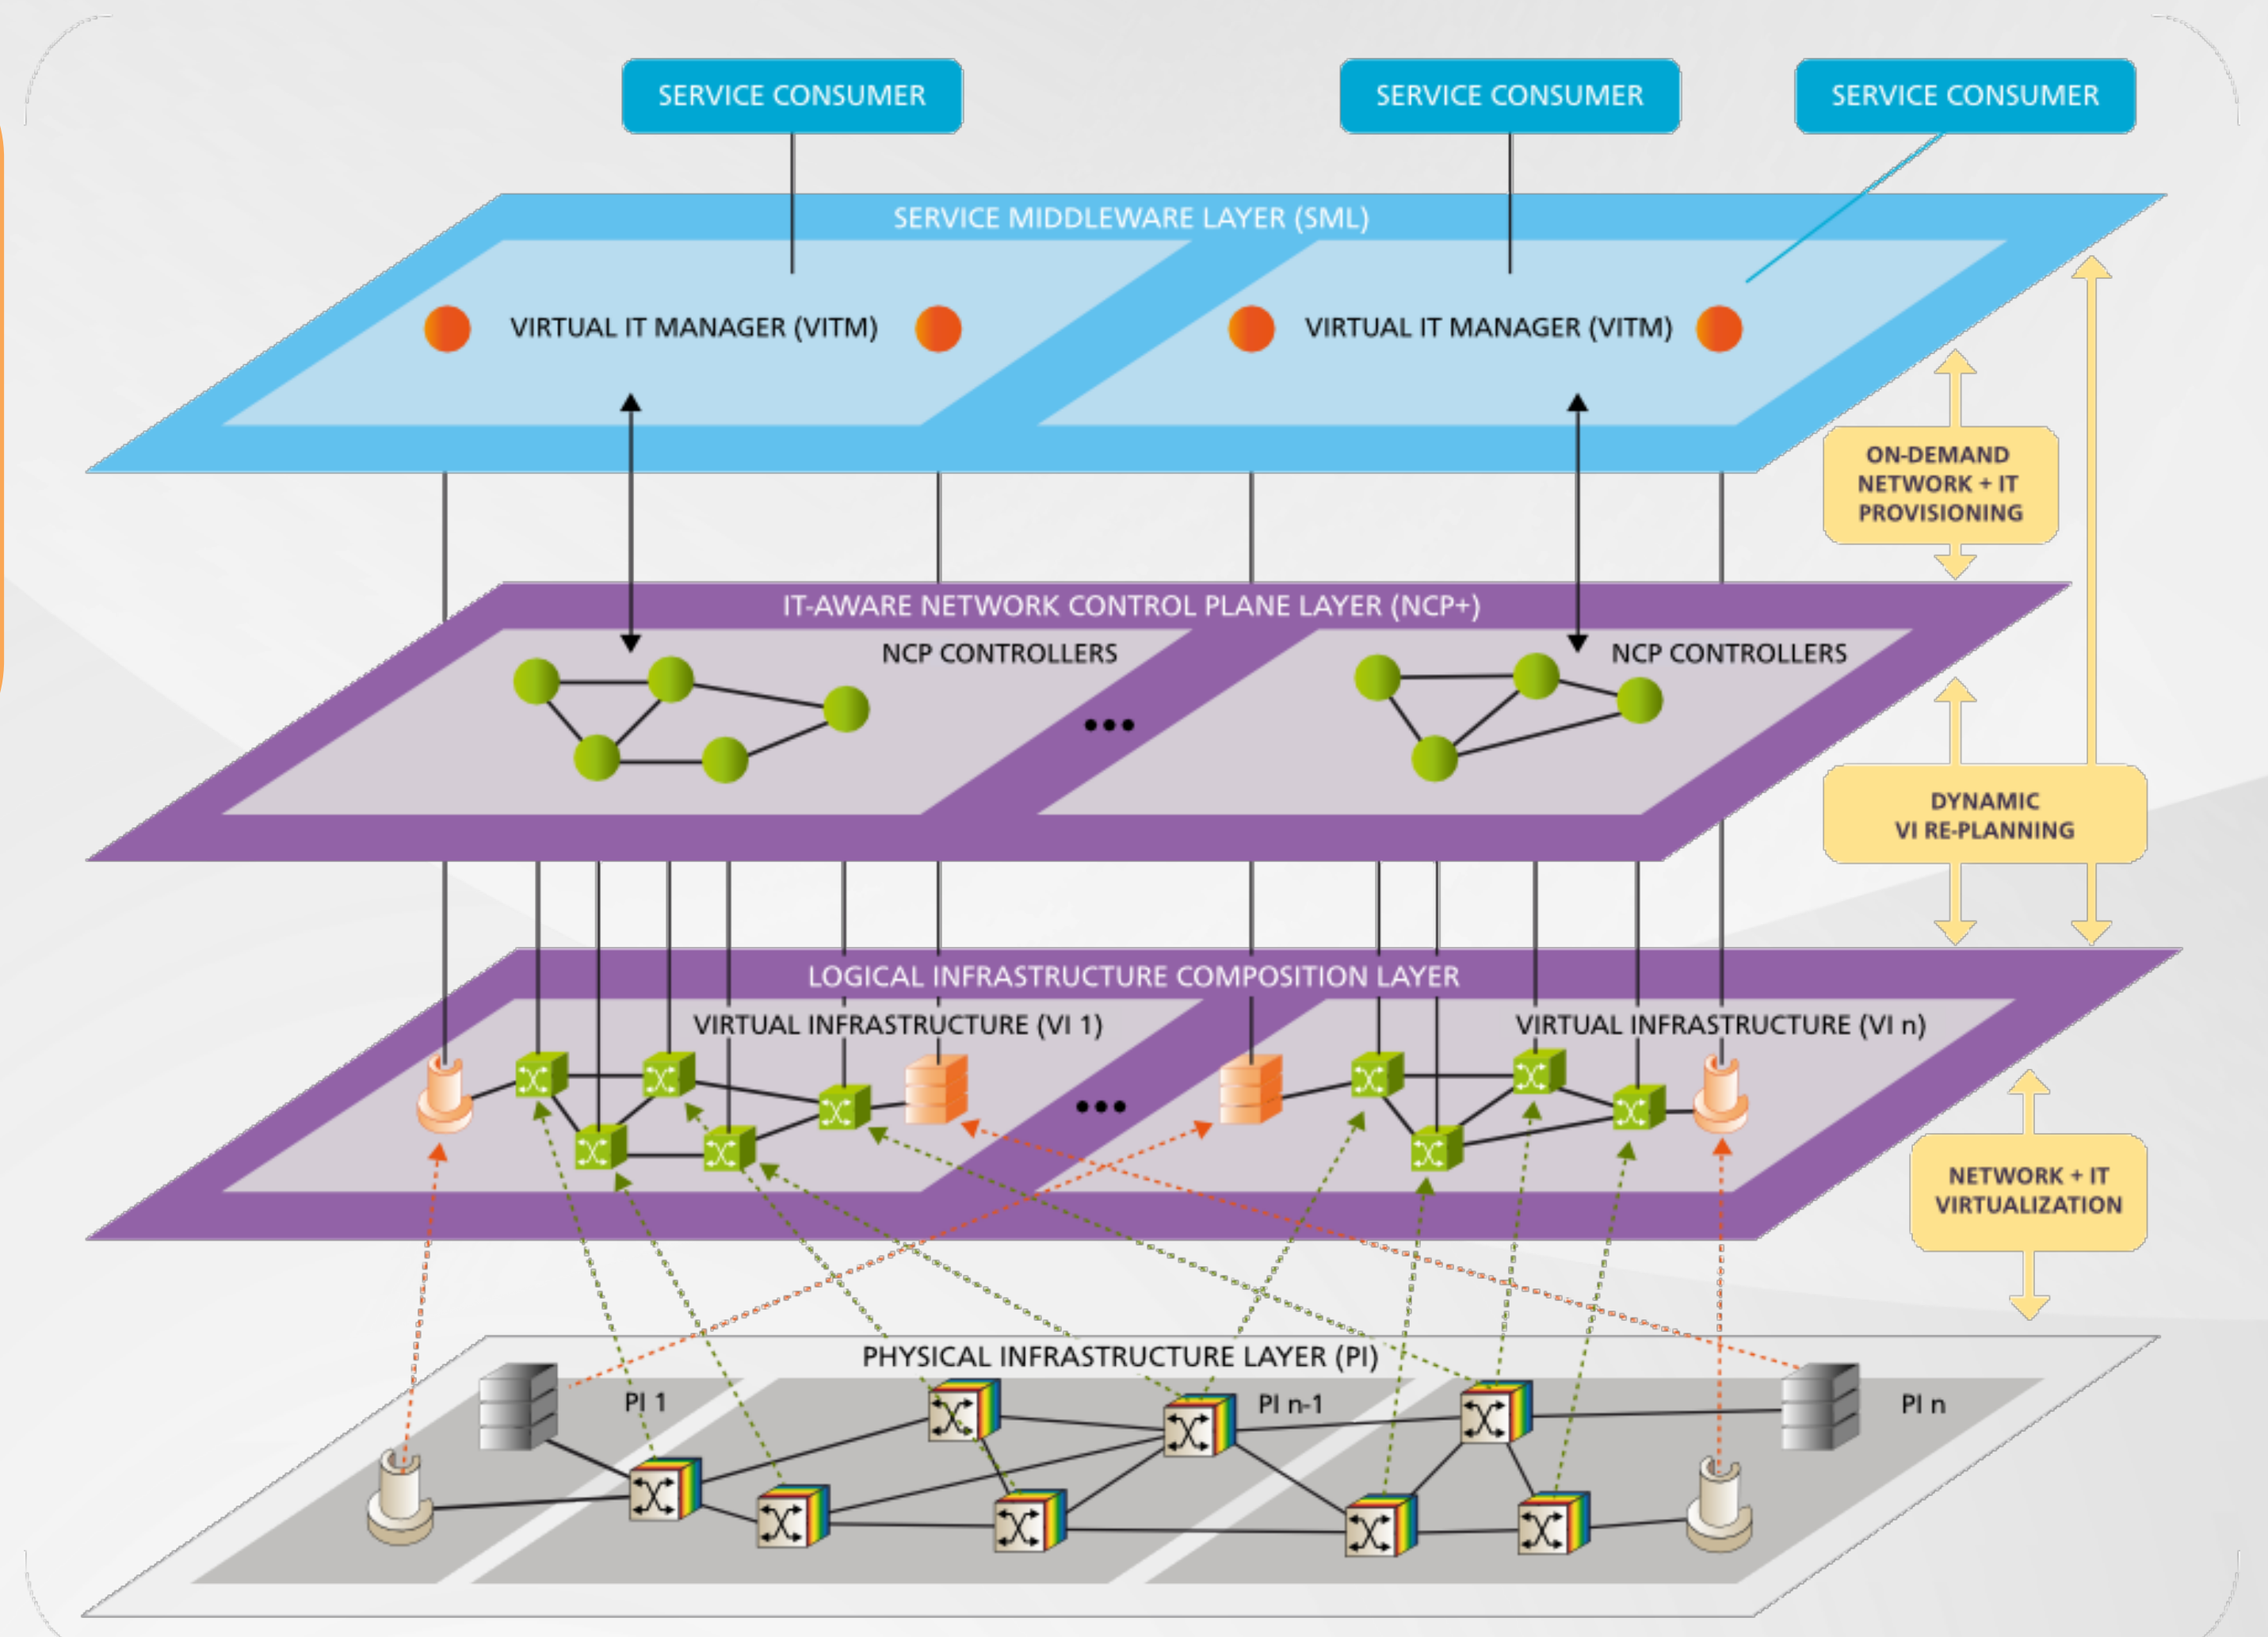 SERVICE CONSUMER
SERVICE CONSUMER
SERVICE CONSUMER
SERVICE MIDDLEWARE LAYER (SML)
VIRTUAL IT MANAGER (VITM)
VIRTUAL IT MANAGER (VITM)
ON-DEMAND
NETWORK + IT
PROVISIONING
IT-AWARE NETWORK CONTROL PLANE LAYER (NCP+)
NCP CONTROLLERS
NCP CONTROLLERS
DYNAMIC
VI RE-PLANNING
LOGICAL INFRASTRUCTURE COMPOSITION LAYER
VIRTUAL INFRASTRUCTURE (VI 1)
VIRTUAL INFRASTRUCTURE (VI n)
NETWORK + IT
VIRTUALIZATION
PHYSICAL INFRASTRUCTURE LAYER (PI)
PI 1
PI n-1
PI n